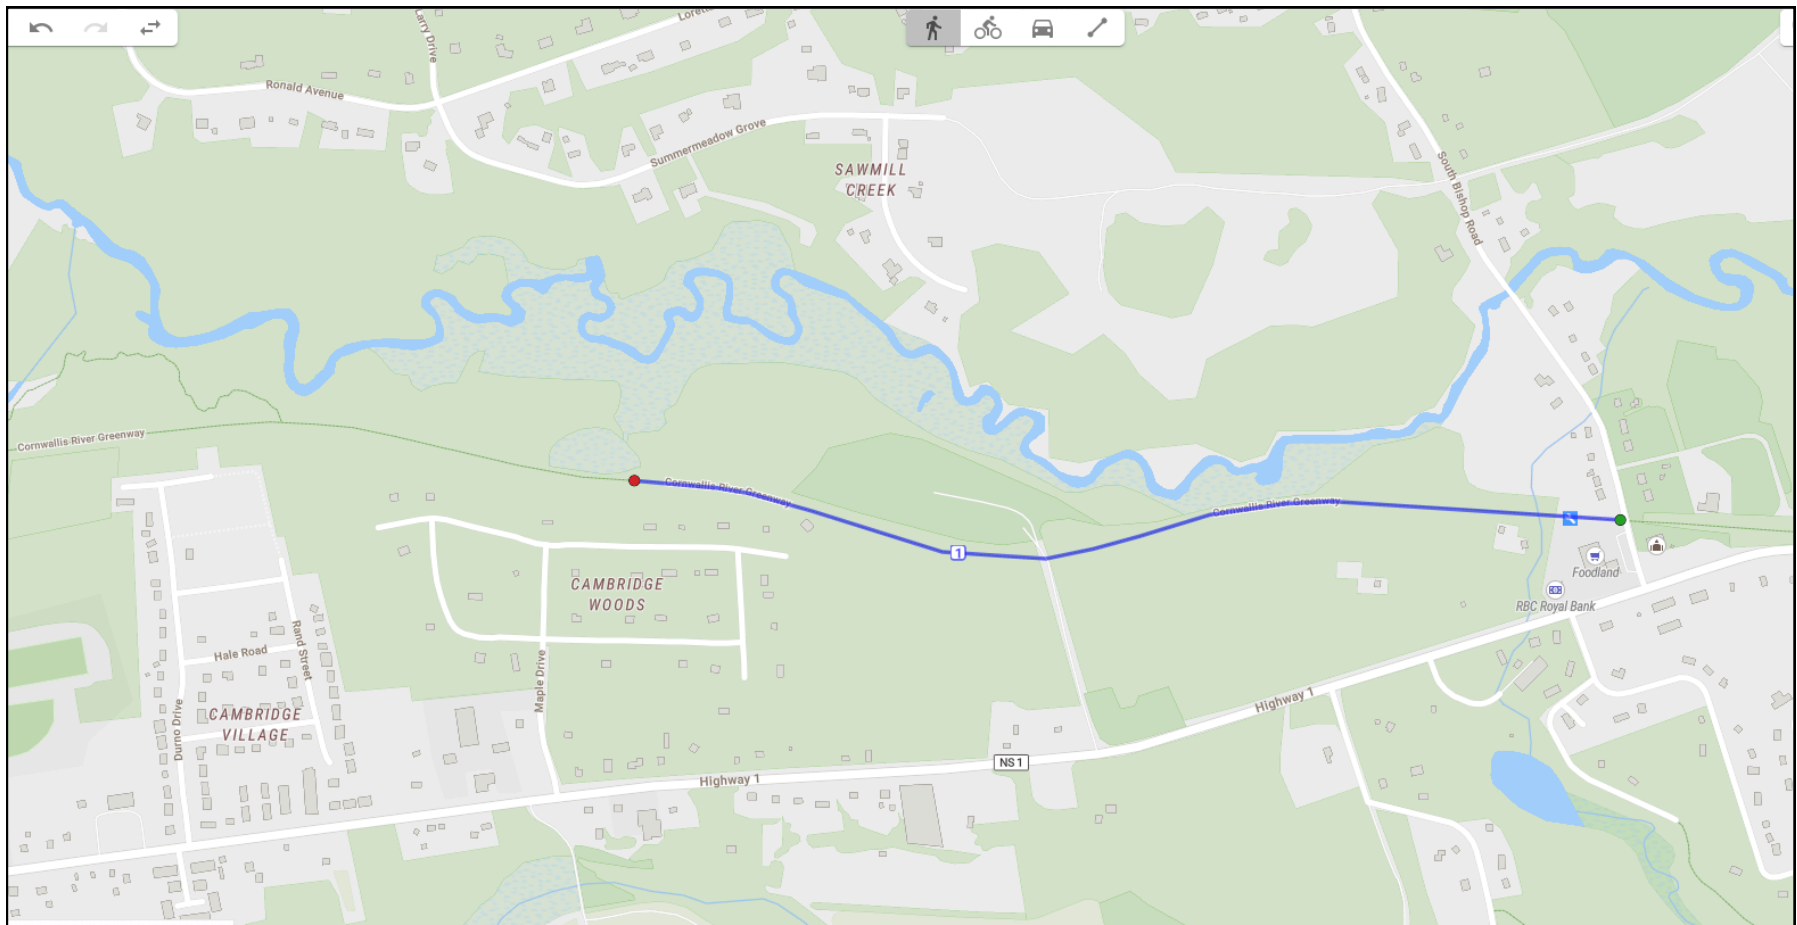 Larry Drive
Ronald Avenue
Summermeadow Grove
SAWMILL
CREEK
South Bishop Road
Cornwallis River Greenway
Cornwallis River Greenway
Cornwallis River Greenway
1
Foodland
RBC Royal Bank
CAMBRIDGE
WOODS
Hale Road
Rand Street
Maple Drive
Durno Drive
CAMBRIDGE
VILLAGE
Highway 1
NS 1
Highway 1